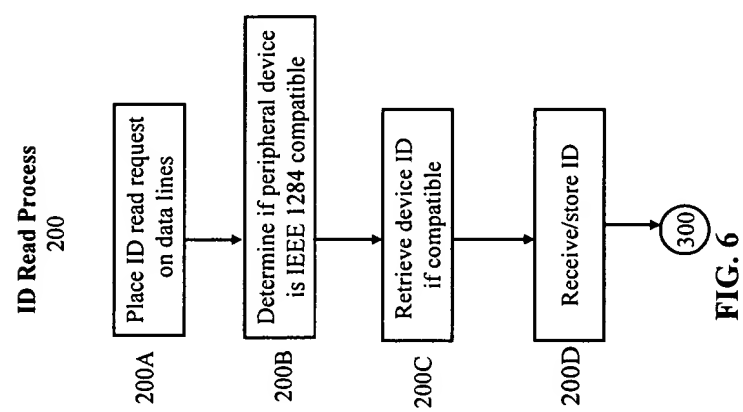 ID Read Process
200
200A
Place ID read request
on data lines
200B
Determine if peripheral device
is IEEE 1284 compatible
200C
Retrieve device ID
if compatible
200D
Receive/store ID
300
FIG. 6